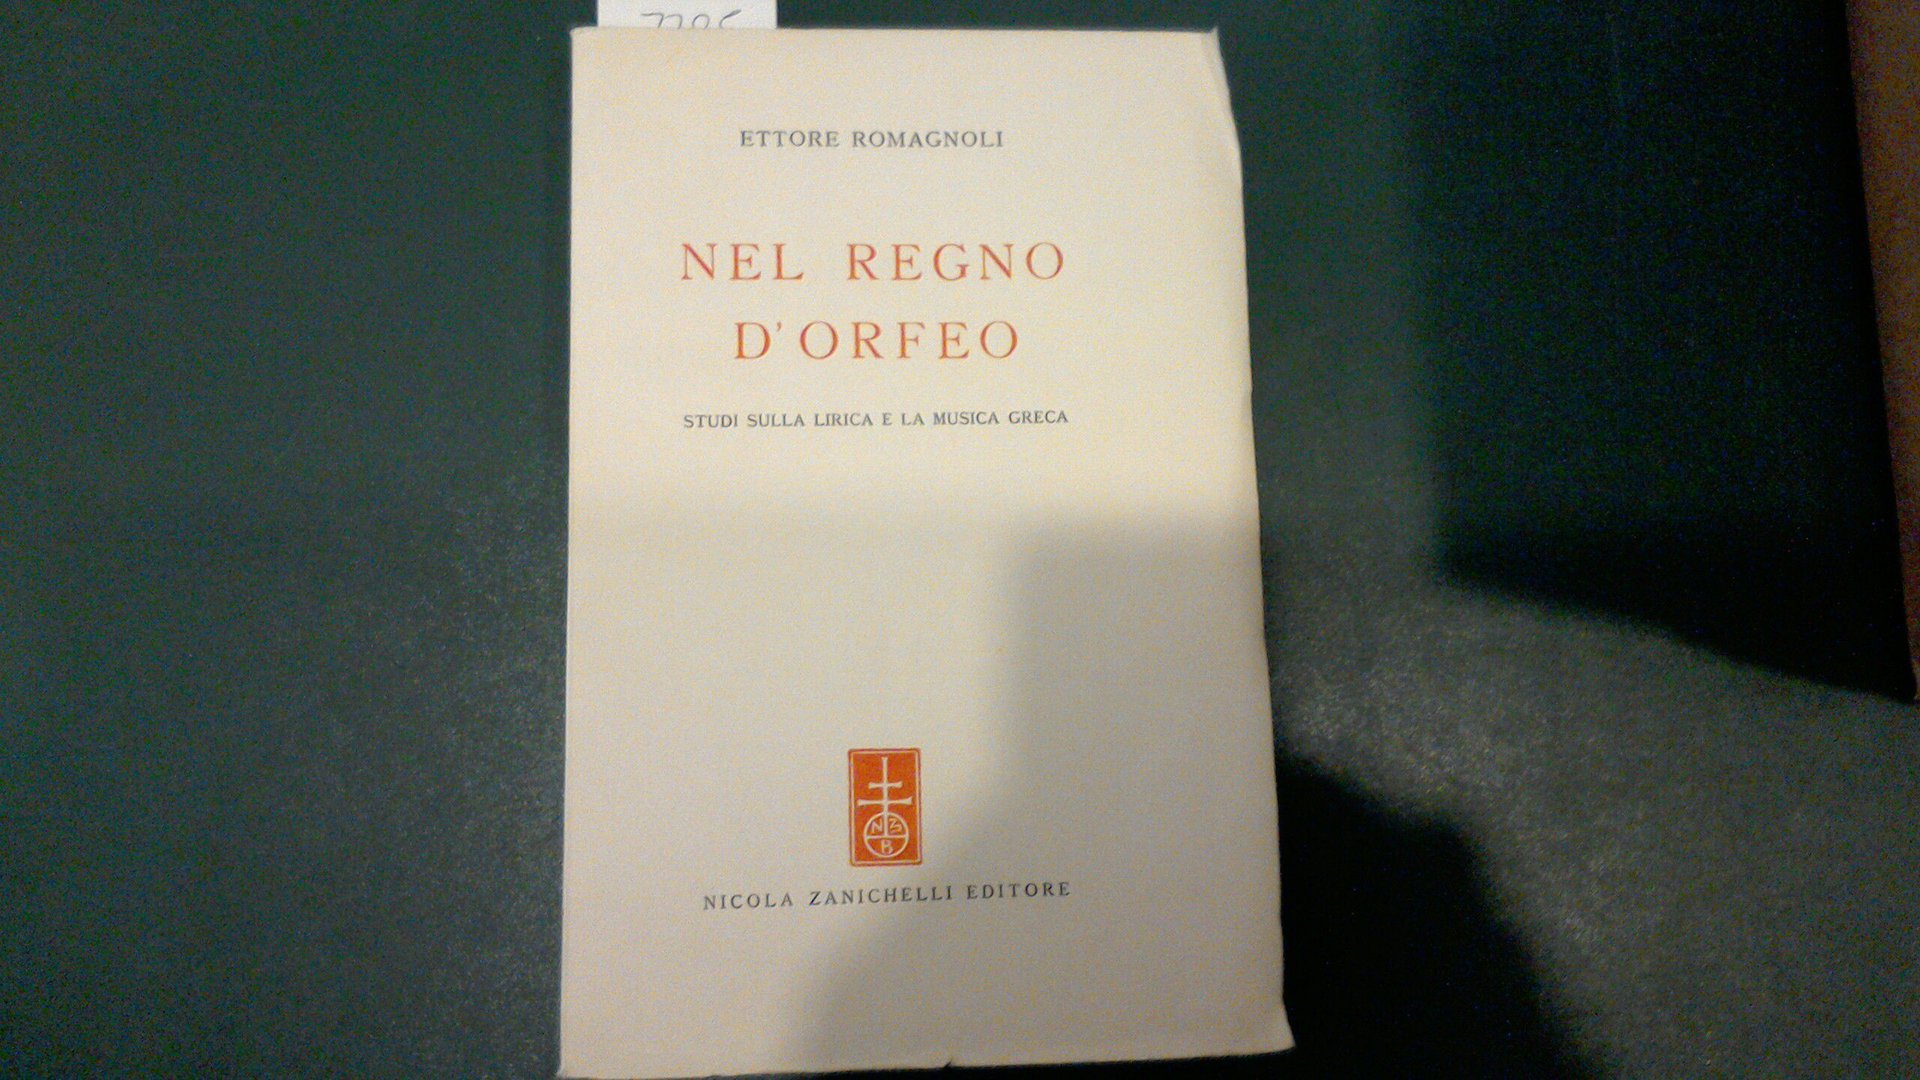 ETTORE ROMAGNOLI
NEL REGNO
D'ORFEO
STUDI SULLA LIRICA E LA MUSICA GRECA
N Z
B
NICOLA ZANICHELLI EDITORE